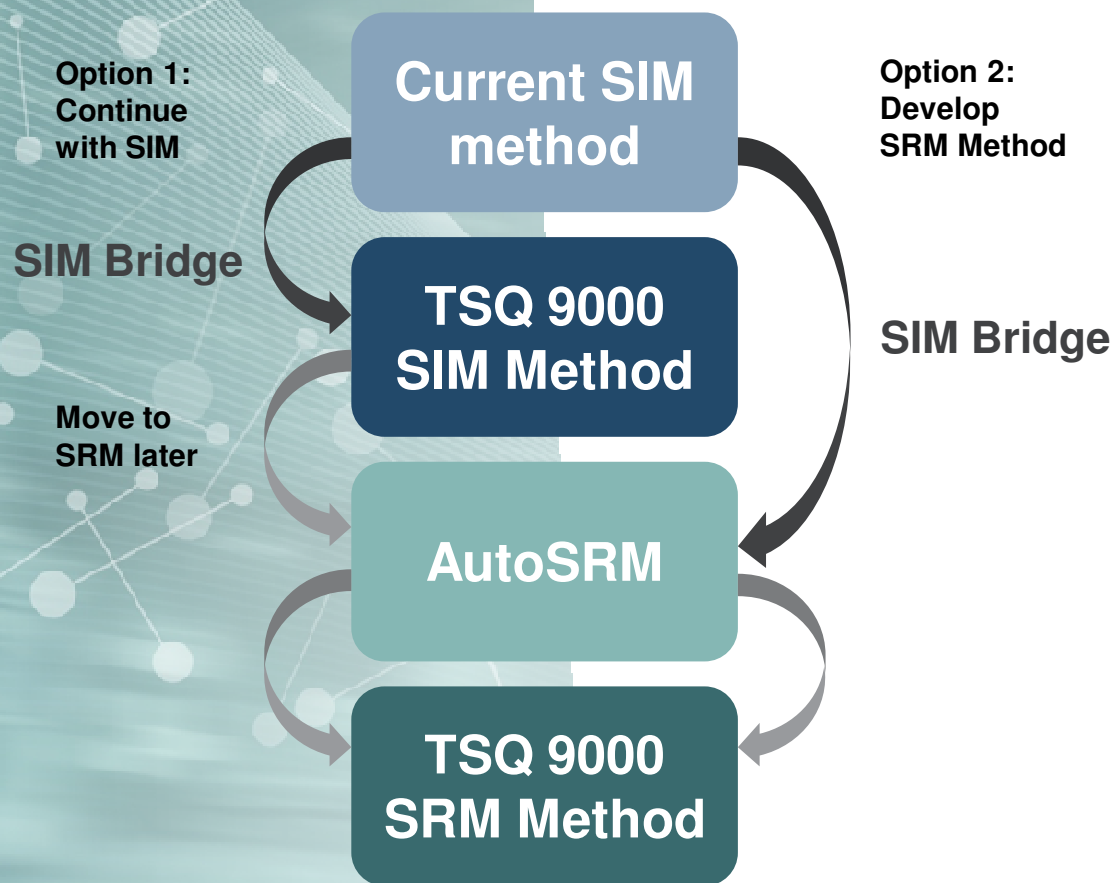 Option 1:
Continue
with SIM
Current SIM
method
Option 2:
Develop
SRM Method
SIM Bridge
TSQ 9000
SIM Method
SIM Bridge
Move to
SRM later
AutoSRM
TSQ 9000
SRM Method